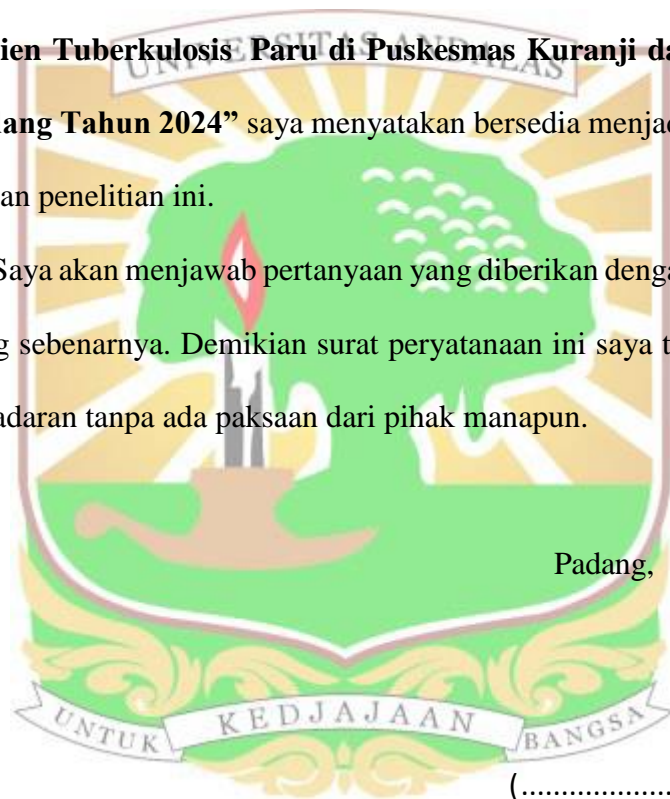 UNIVERSITAS ANDALAS
ien Tuberkulosis Paru di Puskesmas Kuranji da
ang Tahun 2024” saya menyatakan bersedia menjad
an penelitian ini.
Saya akan menjawab pertanyaan yang diberikan denga
g sebenarnya. Demikian surat peryatanaan ini saya t
adaran tanpa ada paksaan dari pihak manapun.
Padang,
UNTUK KEDJAJAAN BANGSA
(....................